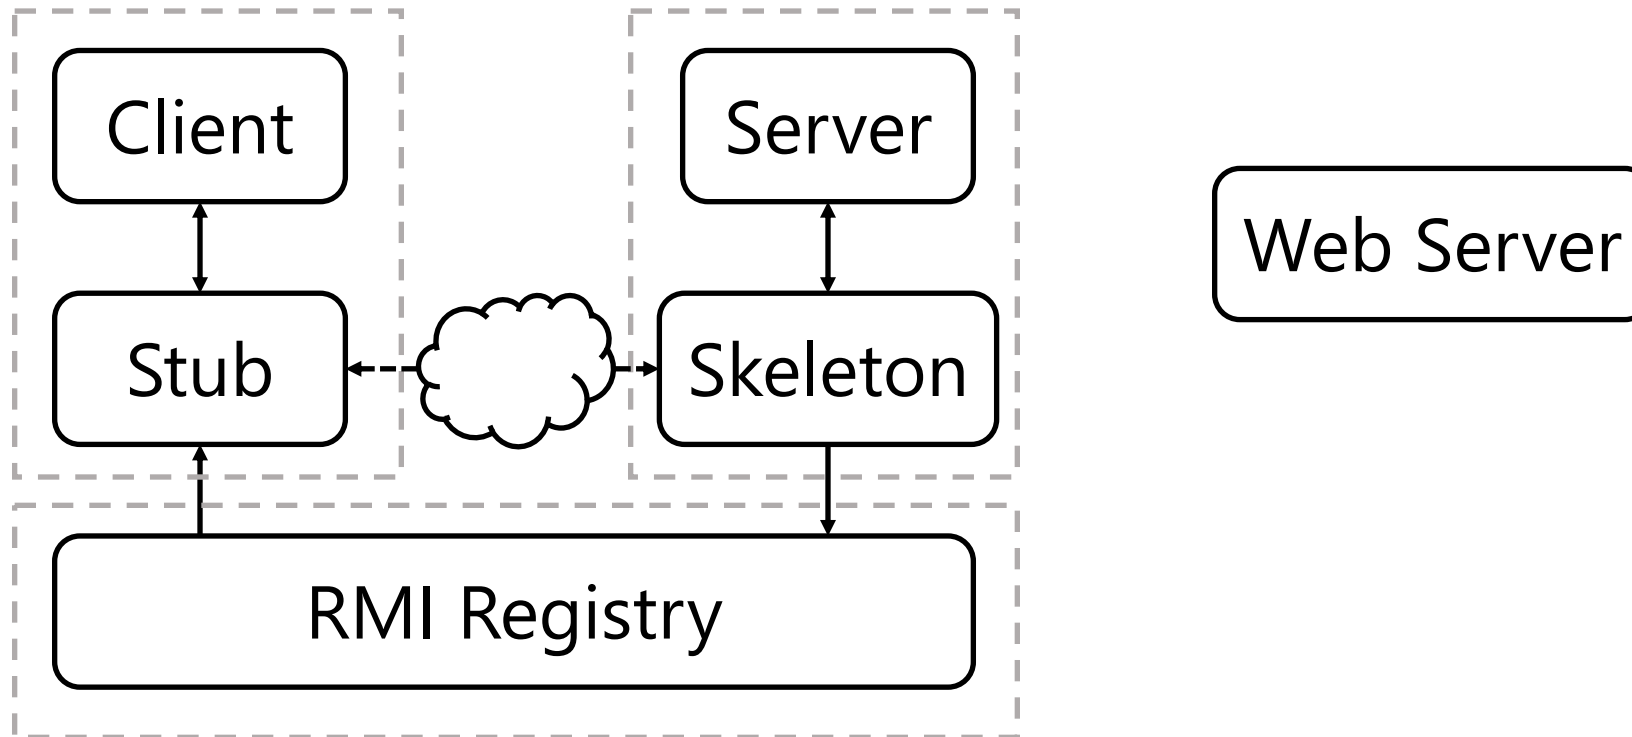 Client
Server
Web Server
Stub
Skeleton
RMI Registry